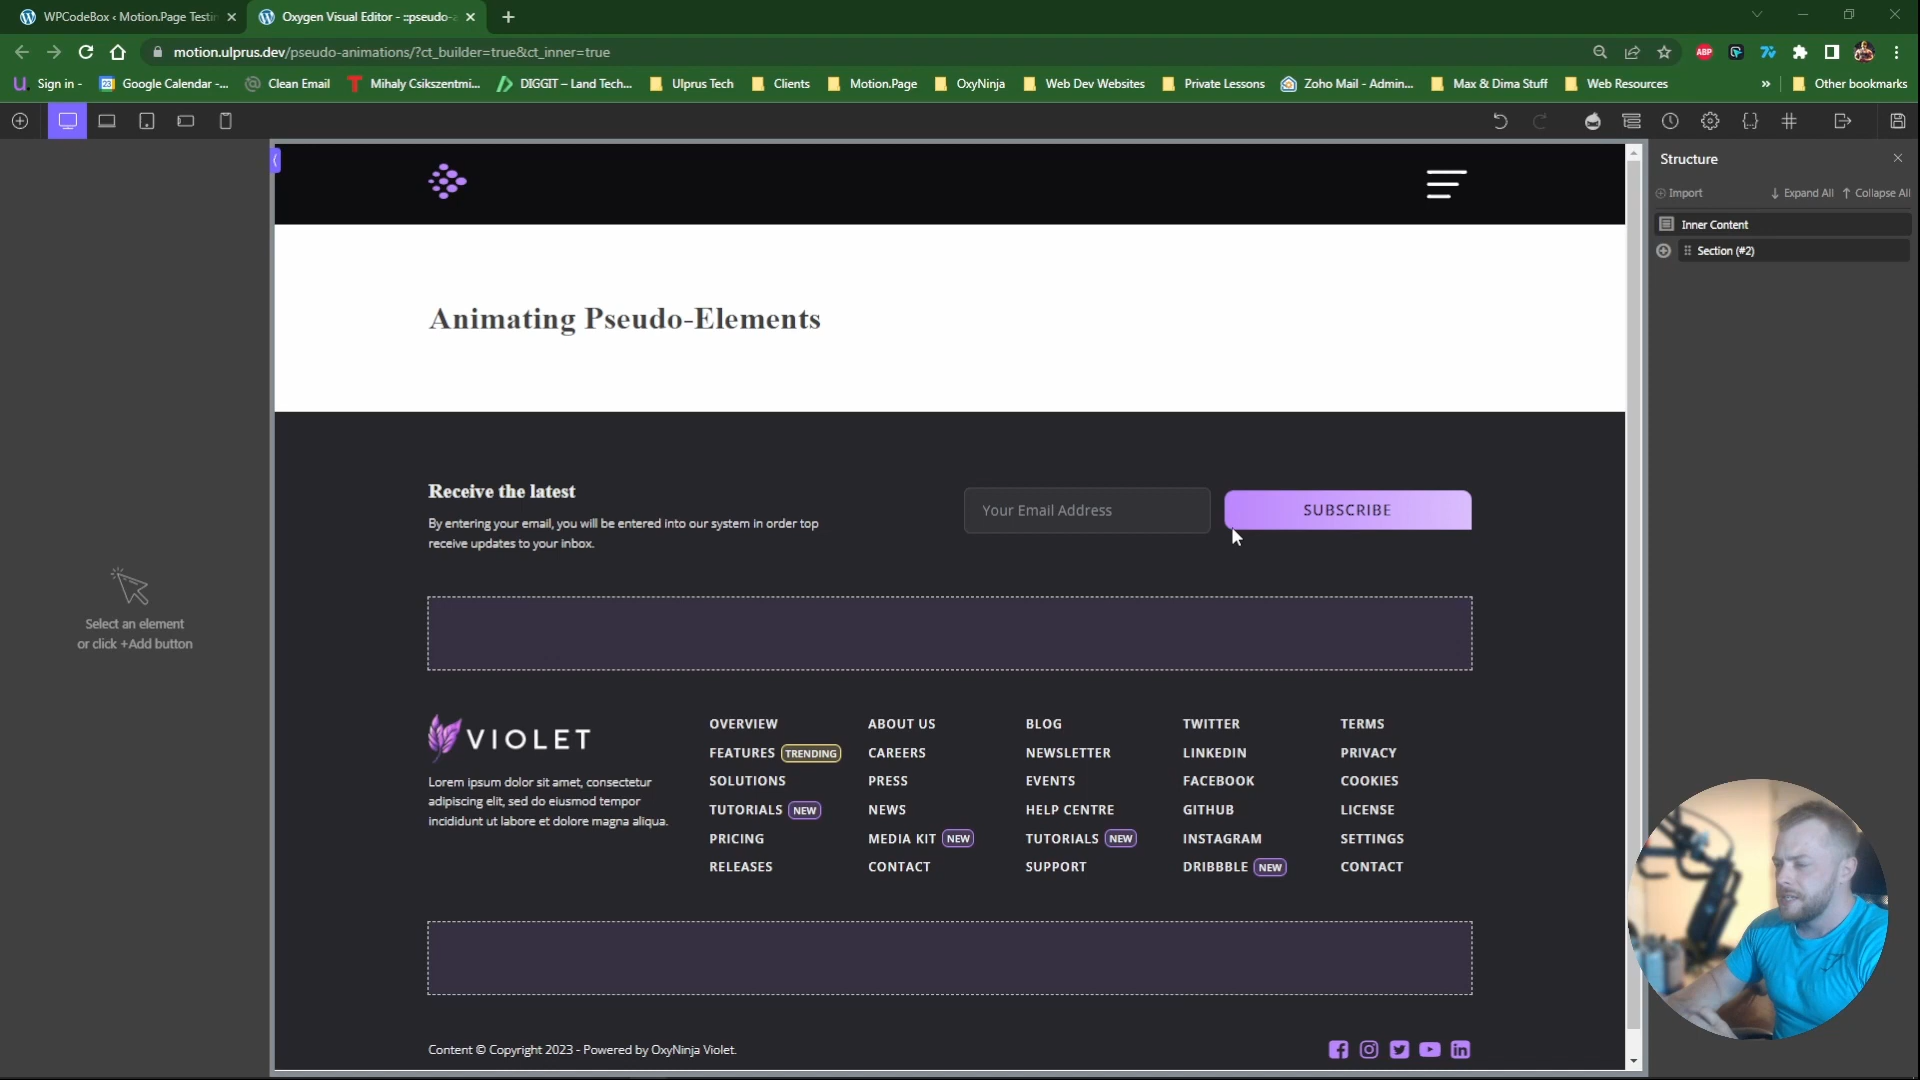 WPCodeBox ‹ Motion.Page Testin
Oxygen Visual Editor - ::pseudo-a
motion.ulprus.dev/pseudo-animations/?ct_builder=true&ct_inner=true
ABP
Sign in -
Google Calendar -...
Clean Email
Mihaly Csikszentmi...
DIGGIT – Land Tech...
Ulprus Tech
Clients
Motion.Page
OxyNinja
Web Dev Websites
Private Lessons
Zoho Mail - Admin...
Max & Dima Stuff
Web Resources
»
Other bookmarks
Structure
Import
Expand All
Collapse All
Inner Content
Section (#2)
Animating Pseudo-Elements
Receive the latest
By entering your email, you will be entered into our system in order top
receive updates to your inbox.
Your Email Address
SUBSCRIBE
Select an element
or click +Add button
VIOLET
Lorem ipsum dolor sit amet, consectetur
adipiscing elit, sed do eiusmod tempor
incididunt ut labore et dolore magna aliqua.
OVERVIEW
FEATURES TRENDING
SOLUTIONS
TUTORIALS NEW
PRICING
RELEASES
ABOUT US
CAREERS
PRESS
NEWS
MEDIA KIT NEW
CONTACT
BLOG
NEWSLETTER
EVENTS
HELP CENTRE
TUTORIALS NEW
SUPPORT
TWITTER
LINKEDIN
FACEBOOK
GITHUB
INSTAGRAM
DRIBBBLE NEW
TERMS
PRIVACY
COOKIES
LICENSE
SETTINGS
CONTACT
Content © Copyright 2023 - Powered by OxyNinja Violet.